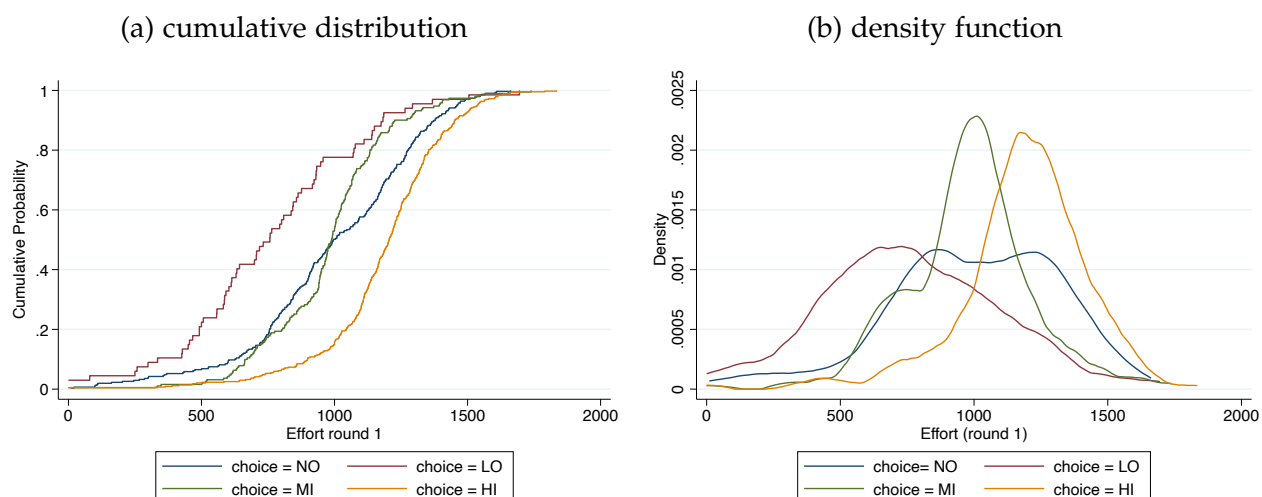 (a) cumulative distribution
Cumulative Probability
1
.8
.6
.4
.2
0
0 500 1000 1500 2000
Effort round 1
choice = NO choice = LO
choice = MI choice = HI
(b) density function
Density
.0025
.002
.0015
.001
.0005
0
0 500 1000 1500 2000
Effort (round 1)
choice= NO choice = LO
choice = MI choice = HI